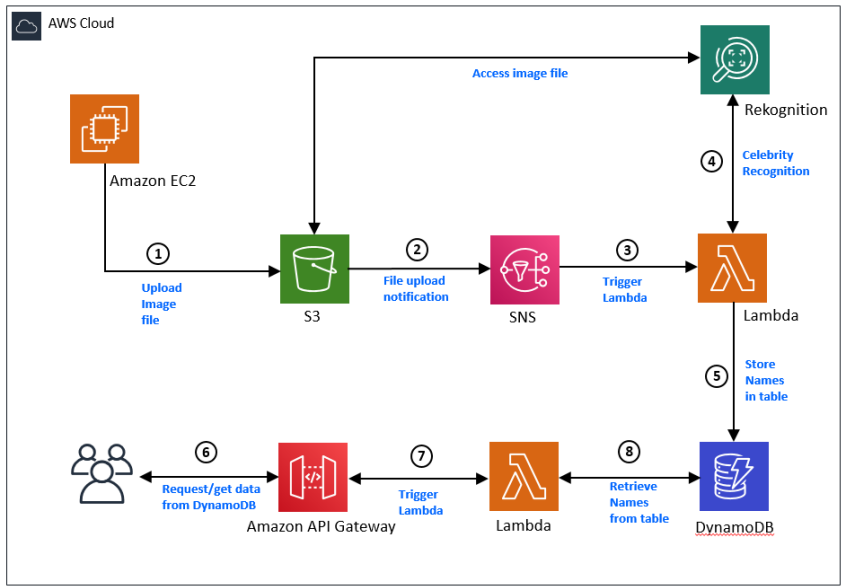 AWS Cloud
Access image file
Rekognition
Amazon EC2
4
Celebrity
Recognition
1
2
3
Upload
Image
file
File upload
notification
Trigger
Lambda
S3
SNS
Lambda
5
Store
Names
in table
6
7
8
Request/get data
from DynamoDB
Trigger
Lambda
Retrieve
Names
from table
</>
Amazon API Gateway
Lambda
DynamoDB